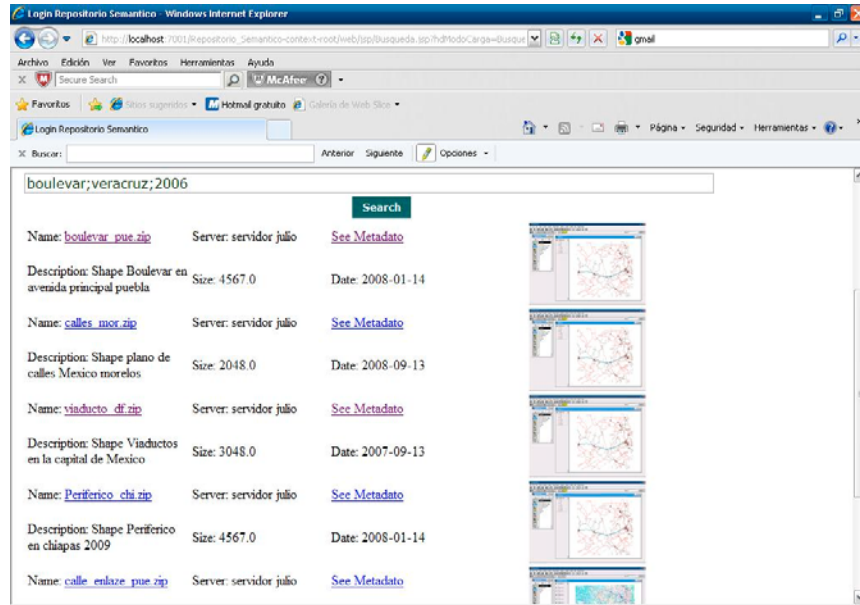 Login Repositorio Semantico - Windows Internet Explorer
http://localhost:7001/Repositorio_Semantico-context-root/web/jsp/Busqueda.jsp?hdModoCarga=Busque
gmail
Archivo Edición Ver Favoritos Herramientas Ayuda
X Secure Search McAfee
Favoritos Sitios sugeridos Hotmail gratuito Galería de Web Slice
Login Repositorio Semantico Página Seguridad Herramientas
X Buscar: Anterior Siguiente Opciones
boulevar;veracruz;2006
Search
Name: boulevar_pue.zip Server: servidor julio See Metadato
Description: Shape Boulevar en
avenida principal puebla Size: 4567.0 Date: 2008-01-14
Name: calles_mor.zip Server: servidor julio See Metadato
Description: Shape plano de
calles Mexico morelos Size: 2048.0 Date: 2008-09-13
Name: viaducto_df.zip Server: servidor julio See Metadato
Description: Shape Viaductos
en la capital de Mexico Size: 3048.0 Date: 2007-09-13
Name: Periferico_chi.zip Server: servidor julio See Metadato
Description: Shape Periferico
en chiapas 2009 Size: 4567.0 Date: 2008-01-14
Name: calle_enlaze_pue.zip Server: servidor julio See Metadato